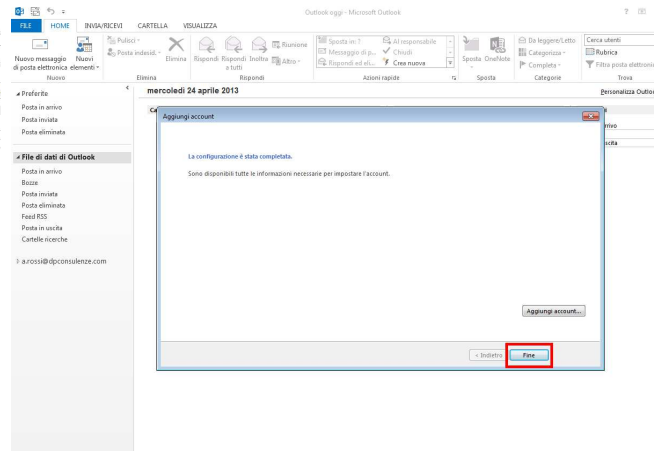 Outlook oggi - Microsoft Outlook
FILE HOME INVIA/RICEVI CARTELLA VISUALIZZA
Nuovo messaggio di posta elettronica
Nuovi elementi
Nuovo
Pulisci
Posta indesid.
Elimina
Elimina
Rispondi
Rispondi a tutti
Inoltra
Riunione
Altro
Rispondi
Sposta in: ?
Messaggio di p...
Rispondi ed eli...
Al responsabile
Chiudi
Crea nuova
Azioni rapide
Sposta
OneNote
Sposta
Da leggere/Letto
Categorizza
Completa
Categorie
Cerca utenti
Rubrica
Filtra posta elettroni
Trova
Preferite
Posta in arrivo
Posta inviata
Posta eliminata
File di dati di Outlook
Posta in arrivo
Bozze
Posta inviata
Posta eliminata
Feed RSS
Posta in uscita
Cartelle ricerche
a.rossi@dpconsulenze.com
mercoledì 24 aprile 2013
Personalizza Outloo
Ca
Aggiungi account
La configurazione è stata completata.
Sono disponibili tutte le informazioni necessarie per impostare l'account.
Aggiungi account...
< Indietro
Fine
rrivo
scita